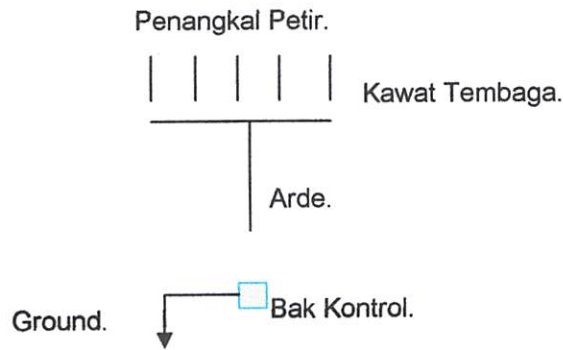 Penangkal Petir.
Kawat Tembaga.
Arde.
Bak Kontrol.
Ground.